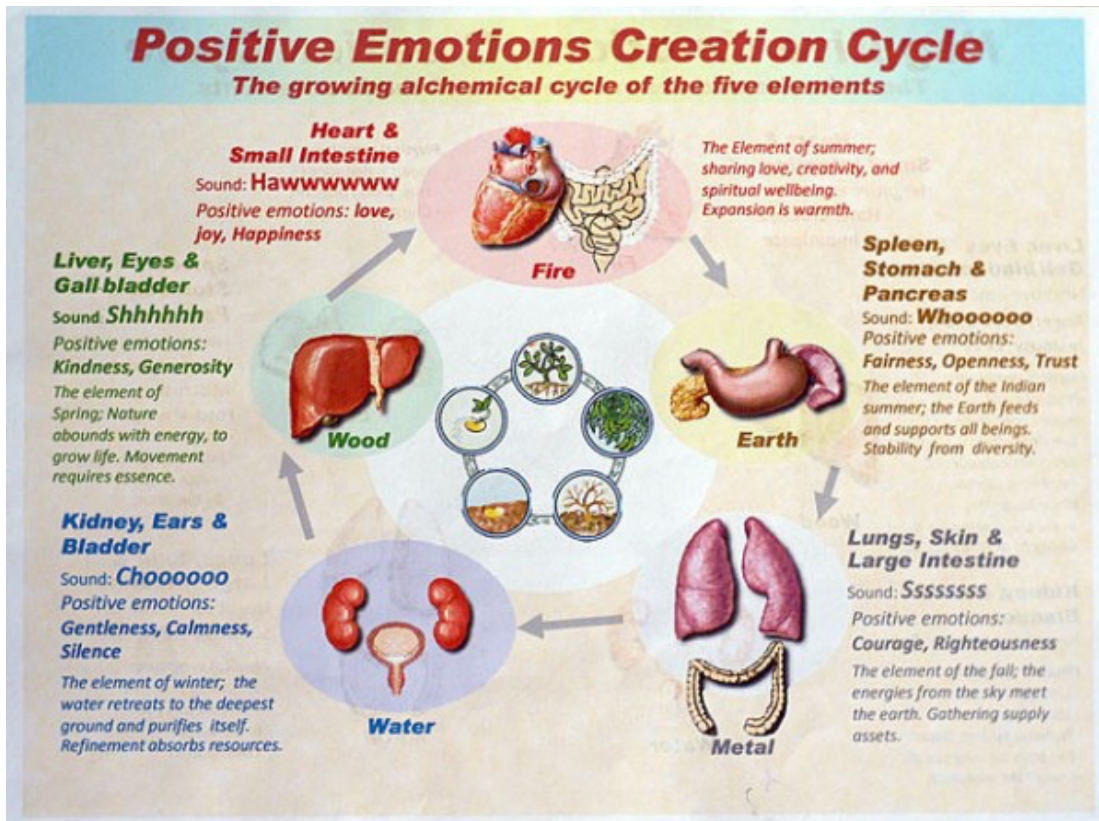 Positive Emotions Creation Cycle
The growing alchemical cycle of the five elements
Heart &
Small Intestine
Sound: Hawwwwww
Positive emotions: love,
joy, Happiness
Fire
The Element of summer;
sharing love, creativity, and
spiritual wellbeing.
Expansion is warmth.
Spleen,
Stomach &
Pancreas
Sound: Whoooooo
Positive emotions:
Fairness, Openness, Trust
The element of the Indian
summer; the Earth feeds
and supports all beings.
Stability from diversity.
Earth
Lungs, Skin &
Large Intestine
Sound: Ssssssss
Positive emotions:
Courage, Righteousness
The element of the fall; the
energies from the sky meet
the earth. Gathering supply
assets.
Metal
Kidney, Ears &
Bladder
Sound: Choooooo
Positive emotions:
Gentleness, Calmness,
Silence
The element of winter; the
water retreats to the deepest
ground and purifies itself.
Refinement absorbs resources.
Water
Liver, Eyes &
Gall bladder
Sound Shhhhhh
Positive emotions:
Kindness, Generosity
The element of
Spring; Nature
abounds with energy, to
grow life. Movement
requires essence.
Wood